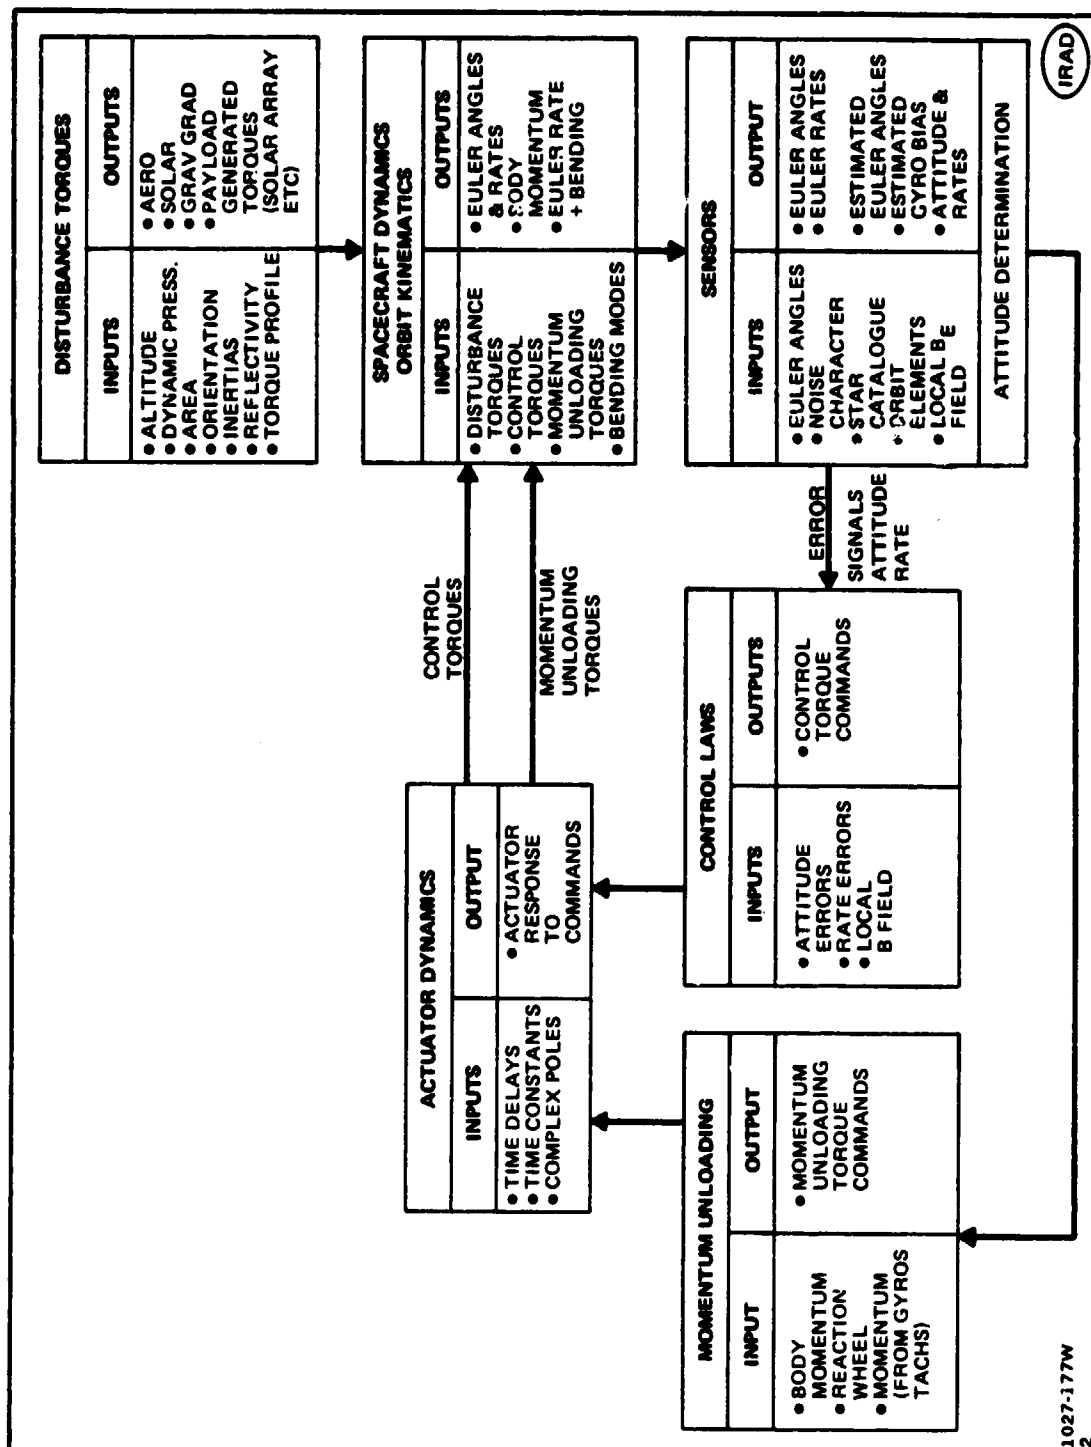 DISTURBANCE TORQUES
INPUTS
OUTPUTS
• ALTITUDE
• DYNAMIC PRESS.
• AREA
• ORIENTATION
• INERTIAS
• REFLECTIVITY
• TORQUE PROFILE
• AERO
• SOLAR
• GRAV GRAD
• PAYLOAD
GENERATED
TORQUES
(SOLAR ARRAY
ETC)
SPACECRAFT DYNAMICS
ORBIT KINEMATICS
INPUTS
OUTPUTS
• DISTURBANCE
TORQUES
• CONTROL
TORQUES
• MOMENTUM
UNLOADING
TORQUES
• BENDING MODES
• EULER ANGLES
& RATES
• BODY
MOMENTUM
• EULER RATE
+ BENDING
SENSORS
INPUTS
OUTPUT
• EULER ANGLES
• NOISE
CHARACTER
• STAR
CATALOGUE
• ORBIT
ELEMENTS
• LOCAL BE
FIELD
• EULER ANGLES
• EULER RATES
• ESTIMATED
EULER ANGLES
• ESTIMATED
GYRO BIAS
• ATTITUDE &
RATES
ATTITUDE DETERMINATION
ACTUATOR DYNAMICS
INPUTS
OUTPUT
• TIME DELAYS
• TIME CONSTANTS
• COMPLEX POLES
• ACTUATOR
RESPONSE
TO
COMMANDS
CONTROL
TORQUES
MOMENTUM
UNLOADING
TORQUES
CONTROL LAWS
INPUTS
OUTPUTS
• ATTITUDE
ERRORS
• RATE ERRORS
• LOCAL
B FIELD
• CONTROL
TORQUE
COMMANDS
ERROR
SIGNALS
ATTITUDE
RATE
MOMENTUM UNLOADING
INPUT
OUTPUT
• BODY
MOMENTUM
• REACTION
WHEEL
• MOMENTUM
(FROM GYROS
TACHS)
• MOMENTUM
UNLOADING
TORQUE
COMMANDS
1027-177W
2
IRAD